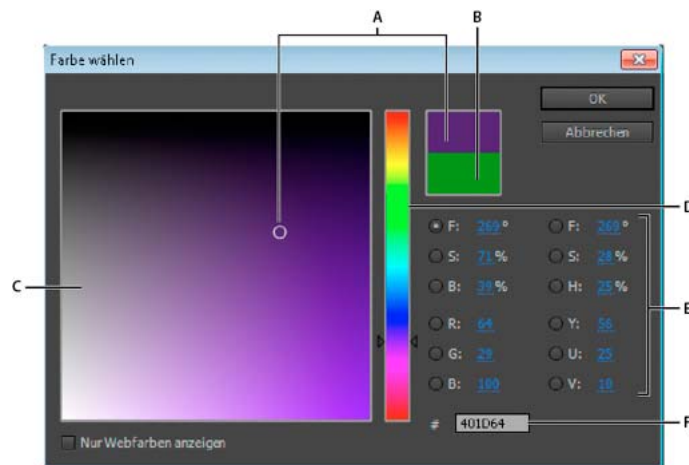 A
B
Farbe wählen
OK
Abbrechen
D
F: 269° F: 269°
S: 71% S: 28%
C
B: 39% H: 25%
E
R: 64 Y: 56
G: 29 U: 25
B: 100 V: 10
# 401D64
F
Nur Webfarben anzeigen